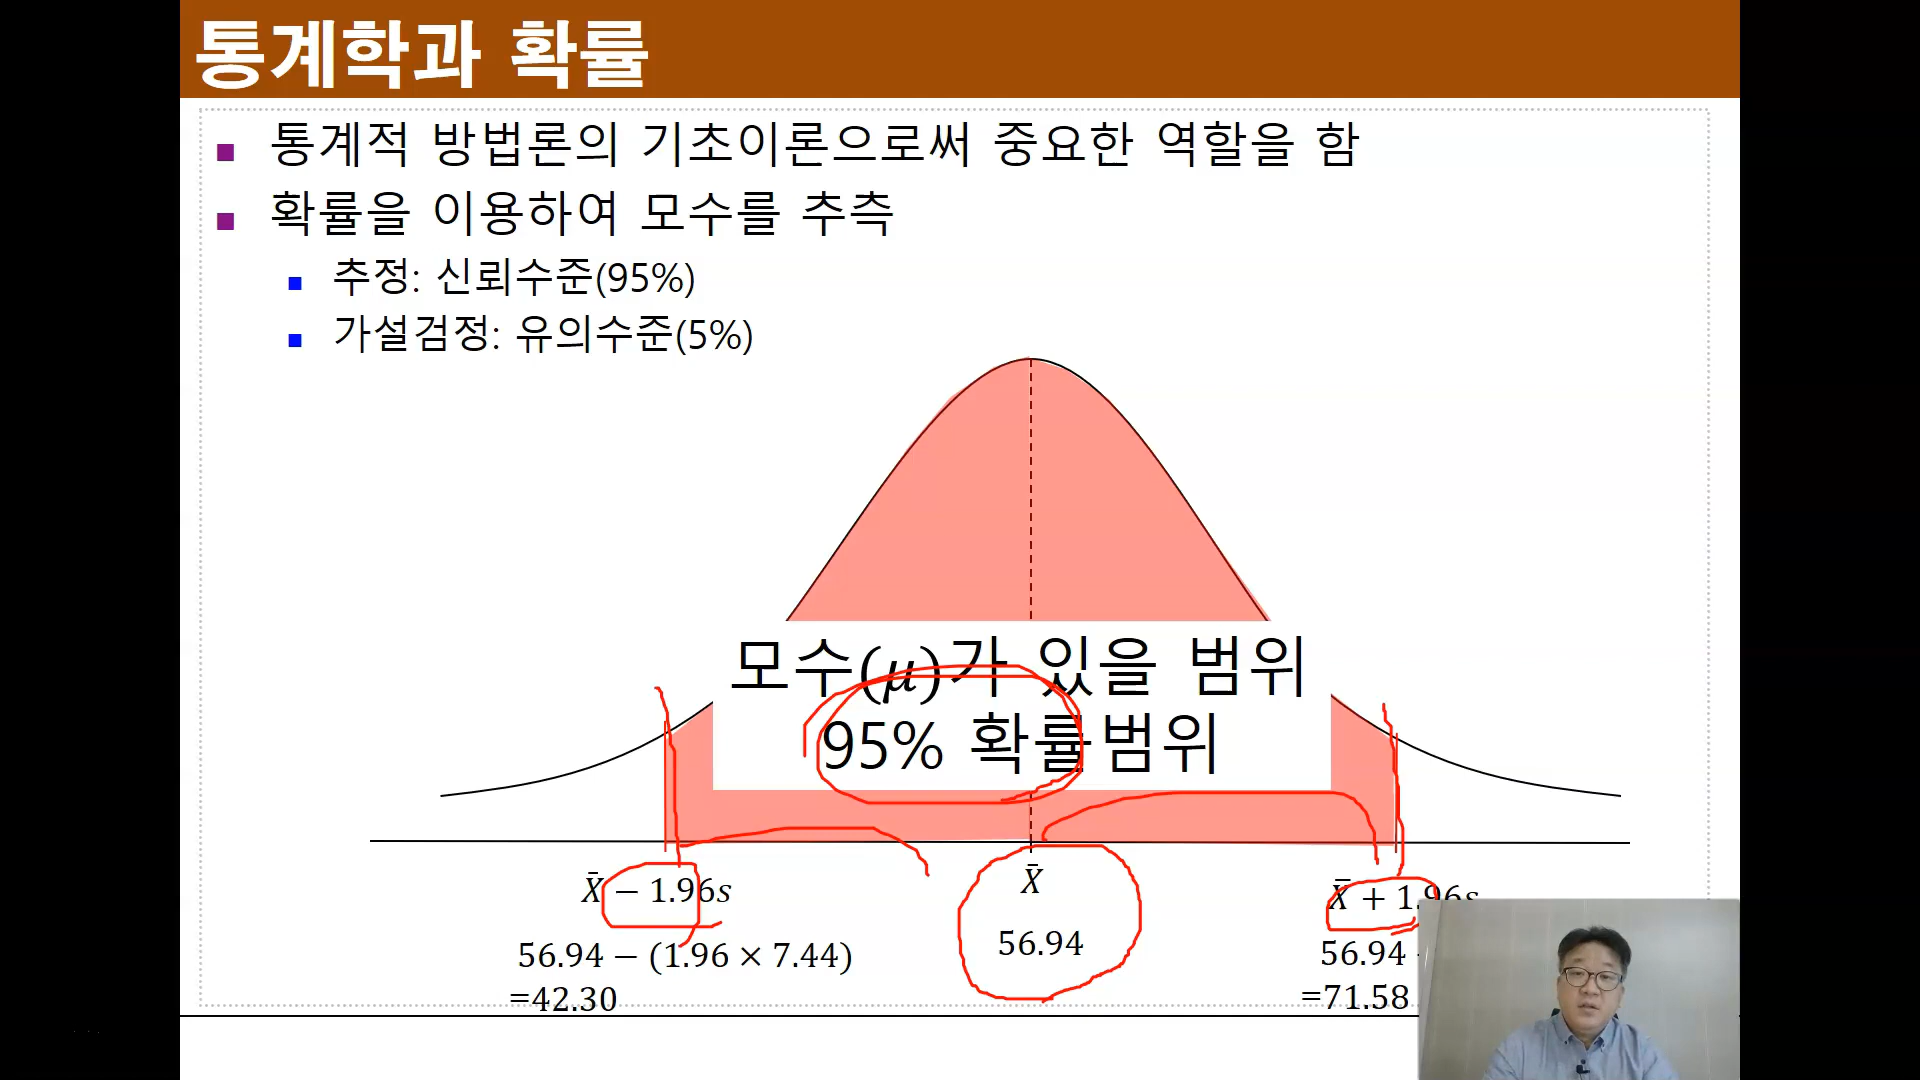 통계학과 확률
통계적 방법론의 기초이론으로써 중요한 역할을 함
확률을 이용하여 모수를 추측
추정: 신뢰수준(95%)
가설검정: 유의수준(5%)
모수(μ)가 있을 범위
95% 확률범위
X̄ − 1.96s
X̄
X̄ + 1.96s
56.94 − (1.96 × 7.44)
56.94
56.94
=42.30
=71.58